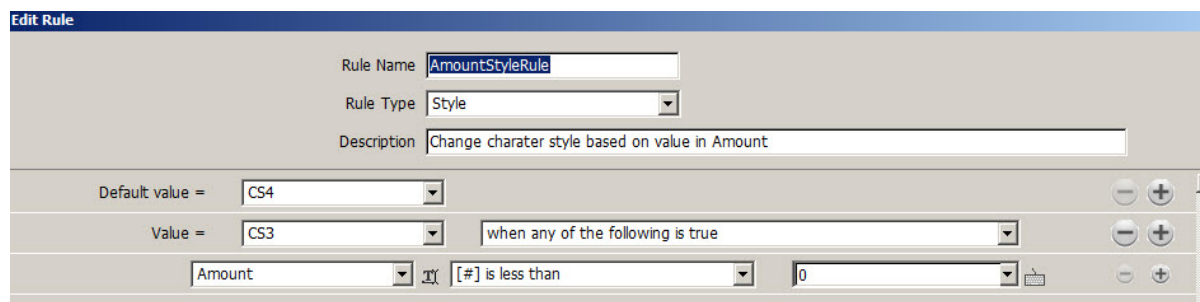 Edit Rule
Rule Name AmountStyleRule
Rule Type Style
Description Change charater style based on value in Amount
Default value = CS4
Value = CS3 when any of the following is true
Amount T [#] is less than 0